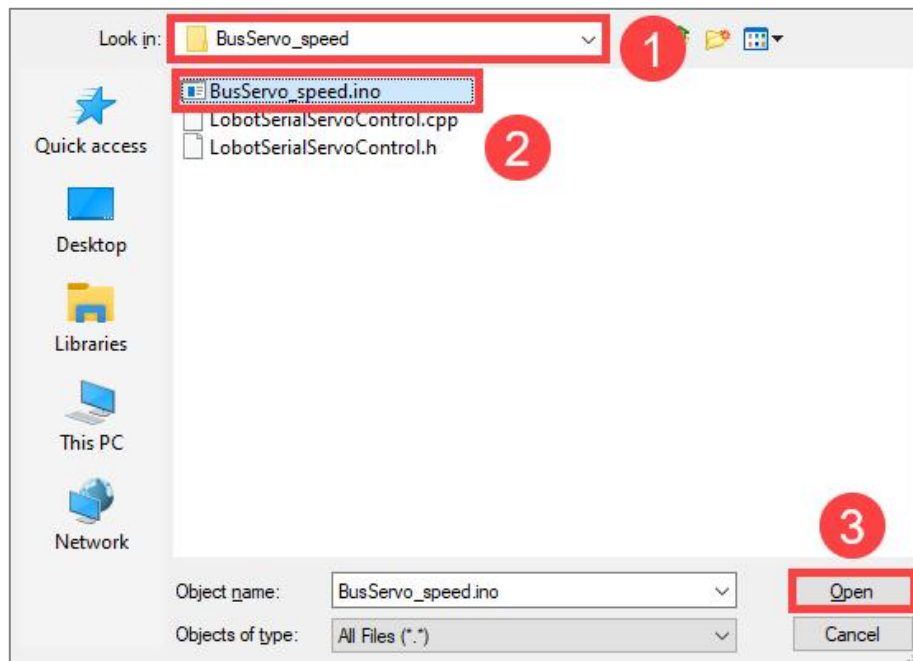 Look in:
BusServo_speed
1
BusServo_speed.ino
LobotSerialServoControl.cpp
LobotSerialServoControl.h
2
Quick access
Desktop
Libraries
This PC
Network
3
Object name:
BusServo_speed.ino
Open
Objects of type:
All Files (*.*)
Cancel